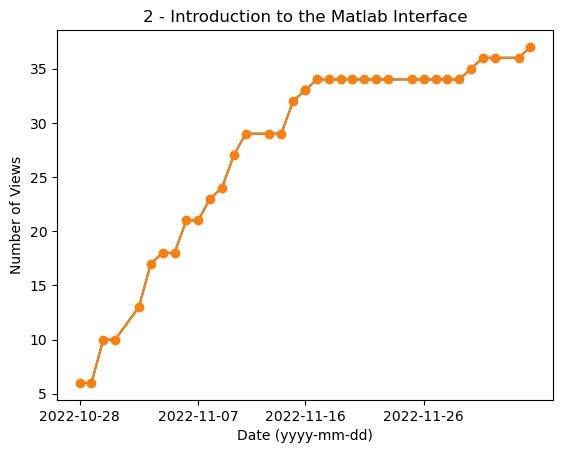 2 - Introduction to the Matlab Interface
Number of Views
35
30
25
20
15
10
5
2022-10-28 2022-11-07 2022-11-16 2022-11-26
Date (yyyy-mm-dd)